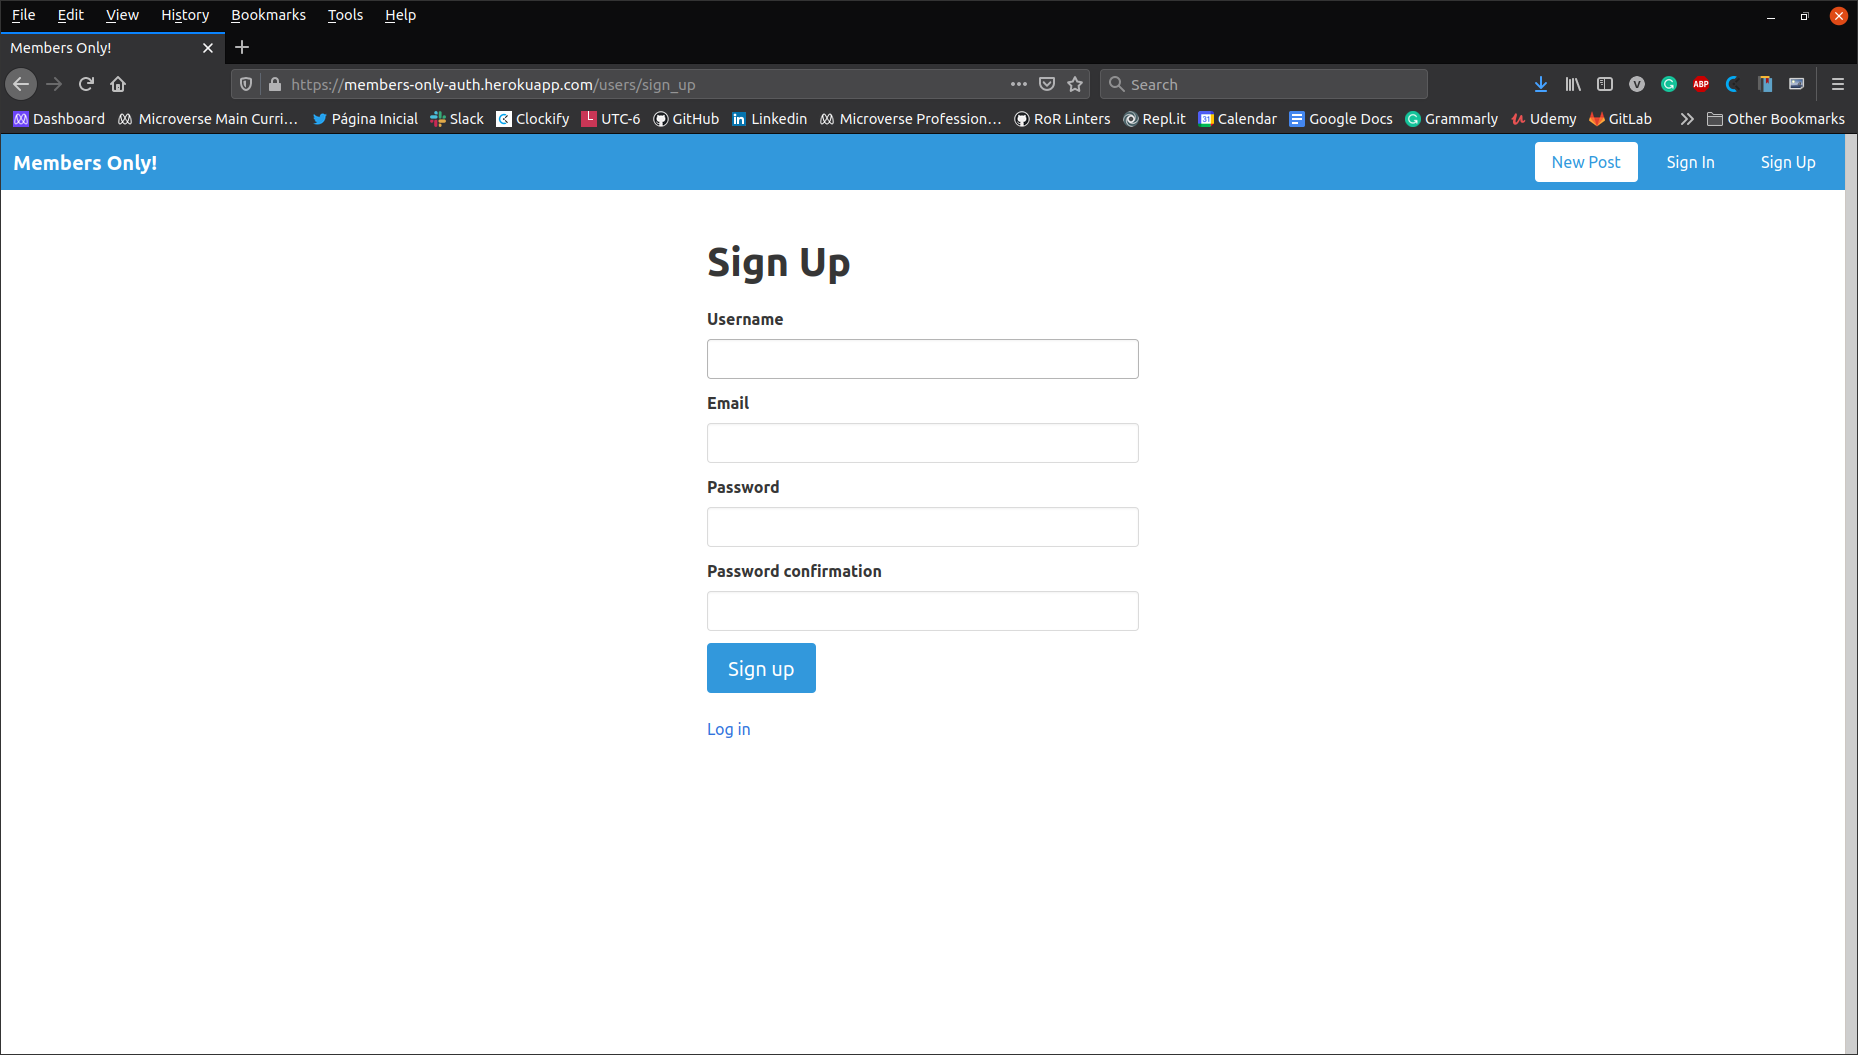 File Edit View History Bookmarks Tools Help
Members Only!
https://members-only-auth.herokuapp.com/users/sign_up
Search
V
G
ABP
Dashboard Microverse Main Curri... Página Inicial Slack Clockify UTC-6 GitHub Linkedin Microverse Profession... RoR Linters Repl.it 31 Calendar Google Docs Grammarly Udemy GitLab Other Bookmarks
Members Only! New Post Sign In Sign Up
Sign Up
Username
Email
Password
Password confirmation
Sign up
Log in